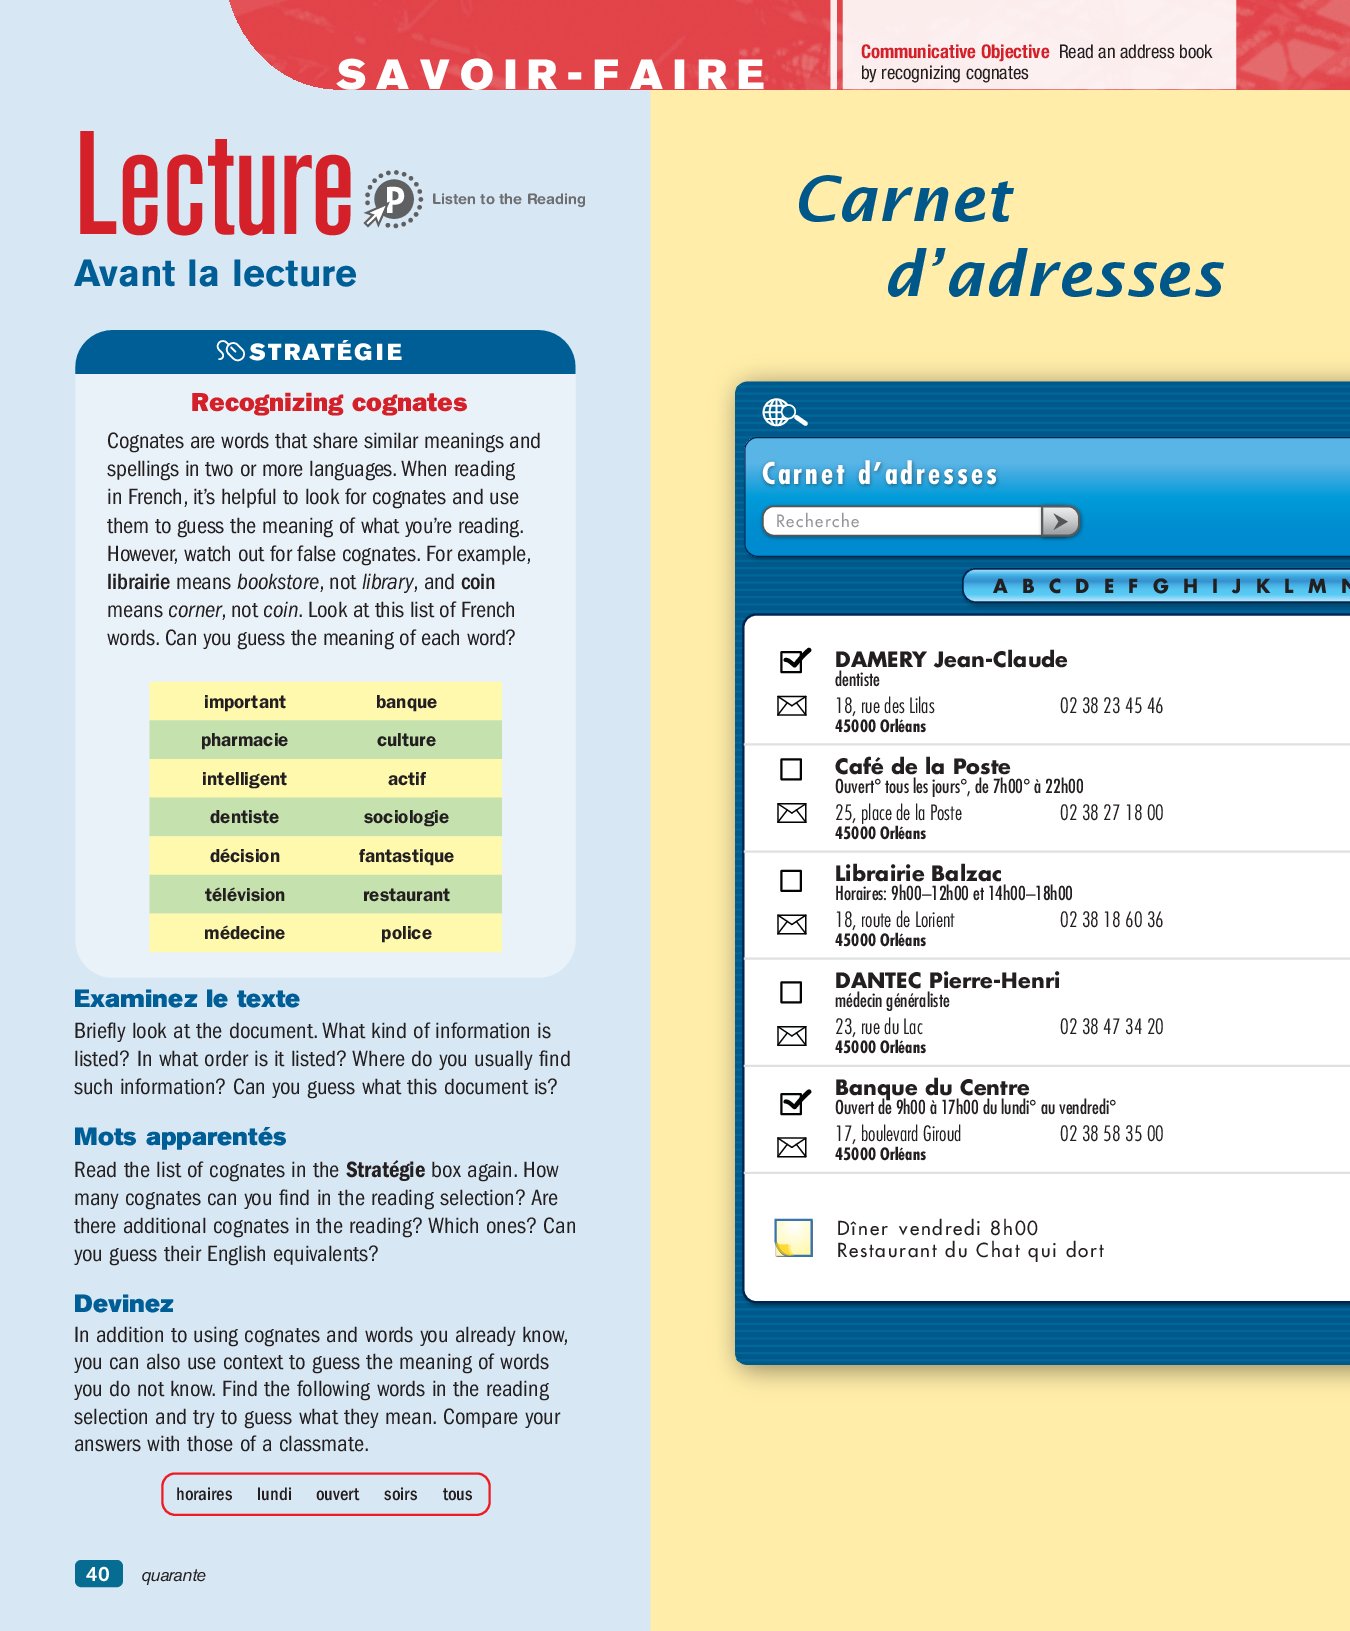 SAVOIR-FAIRE
Communicative Objective Read an address book
by recognizing cognates
Lecture
P
Listen to the Reading
Avant la lecture
STRATÉGIE
Recognizing cognates
Cognates are words that share similar meanings and
spellings in two or more languages. When reading
in French, it's helpful to look for cognates and use
them to guess the meaning of what you're reading.
However, watch out for false cognates. For example,
librairie means bookstore, not library, and coin
means corner, not coin. Look at this list of French
words. Can you guess the meaning of each word?
important banque
pharmacie culture
intelligent actif
dentiste sociologie
décision fantastique
télévision restaurant
médecine police
Examinez le texte
Briefly look at the document. What kind of information is
listed? In what order is it listed? Where do you usually find
such information? Can you guess what this document is?
Mots apparentés
Read the list of cognates in the Stratégie box again. How
many cognates can you find in the reading selection? Are
there additional cognates in the reading? Which ones? Can
you guess their English equivalents?
Devinez
In addition to using cognates and words you already know,
you can also use context to guess the meaning of words
you do not know. Find the following words in the reading
selection and try to guess what they mean. Compare your
answers with those of a classmate.
horaires lundi ouvert soirs tous
40 quarante
Carnet
d'adresses
Carnet d'adresses
Recherche
A B C D E F G H I J K L M N
DAMERY Jean-Claude
dentiste
18, rue des Lilas 02 38 23 45 46
45000 Orléans
Café de la Poste
Ouvert° tous les jours°, de 7h00° à 22h00
25, place de la Poste 02 38 27 18 00
45000 Orléans
Librairie Balzac
Horaires: 9h00–12h00 et 14h00–18h00
18, route de Lorient 02 38 18 60 36
45000 Orléans
DANTEC Pierre-Henri
médecin généraliste
23, rue du Lac 02 38 47 34 20
45000 Orléans
Banque du Centre
Ouvert de 9h00 à 17h00 du lundi° au vendredi°
17, boulevard Giroud 02 38 58 35 00
45000 Orléans
Dîner vendredi 8h00
Restaurant du Chat qui dort